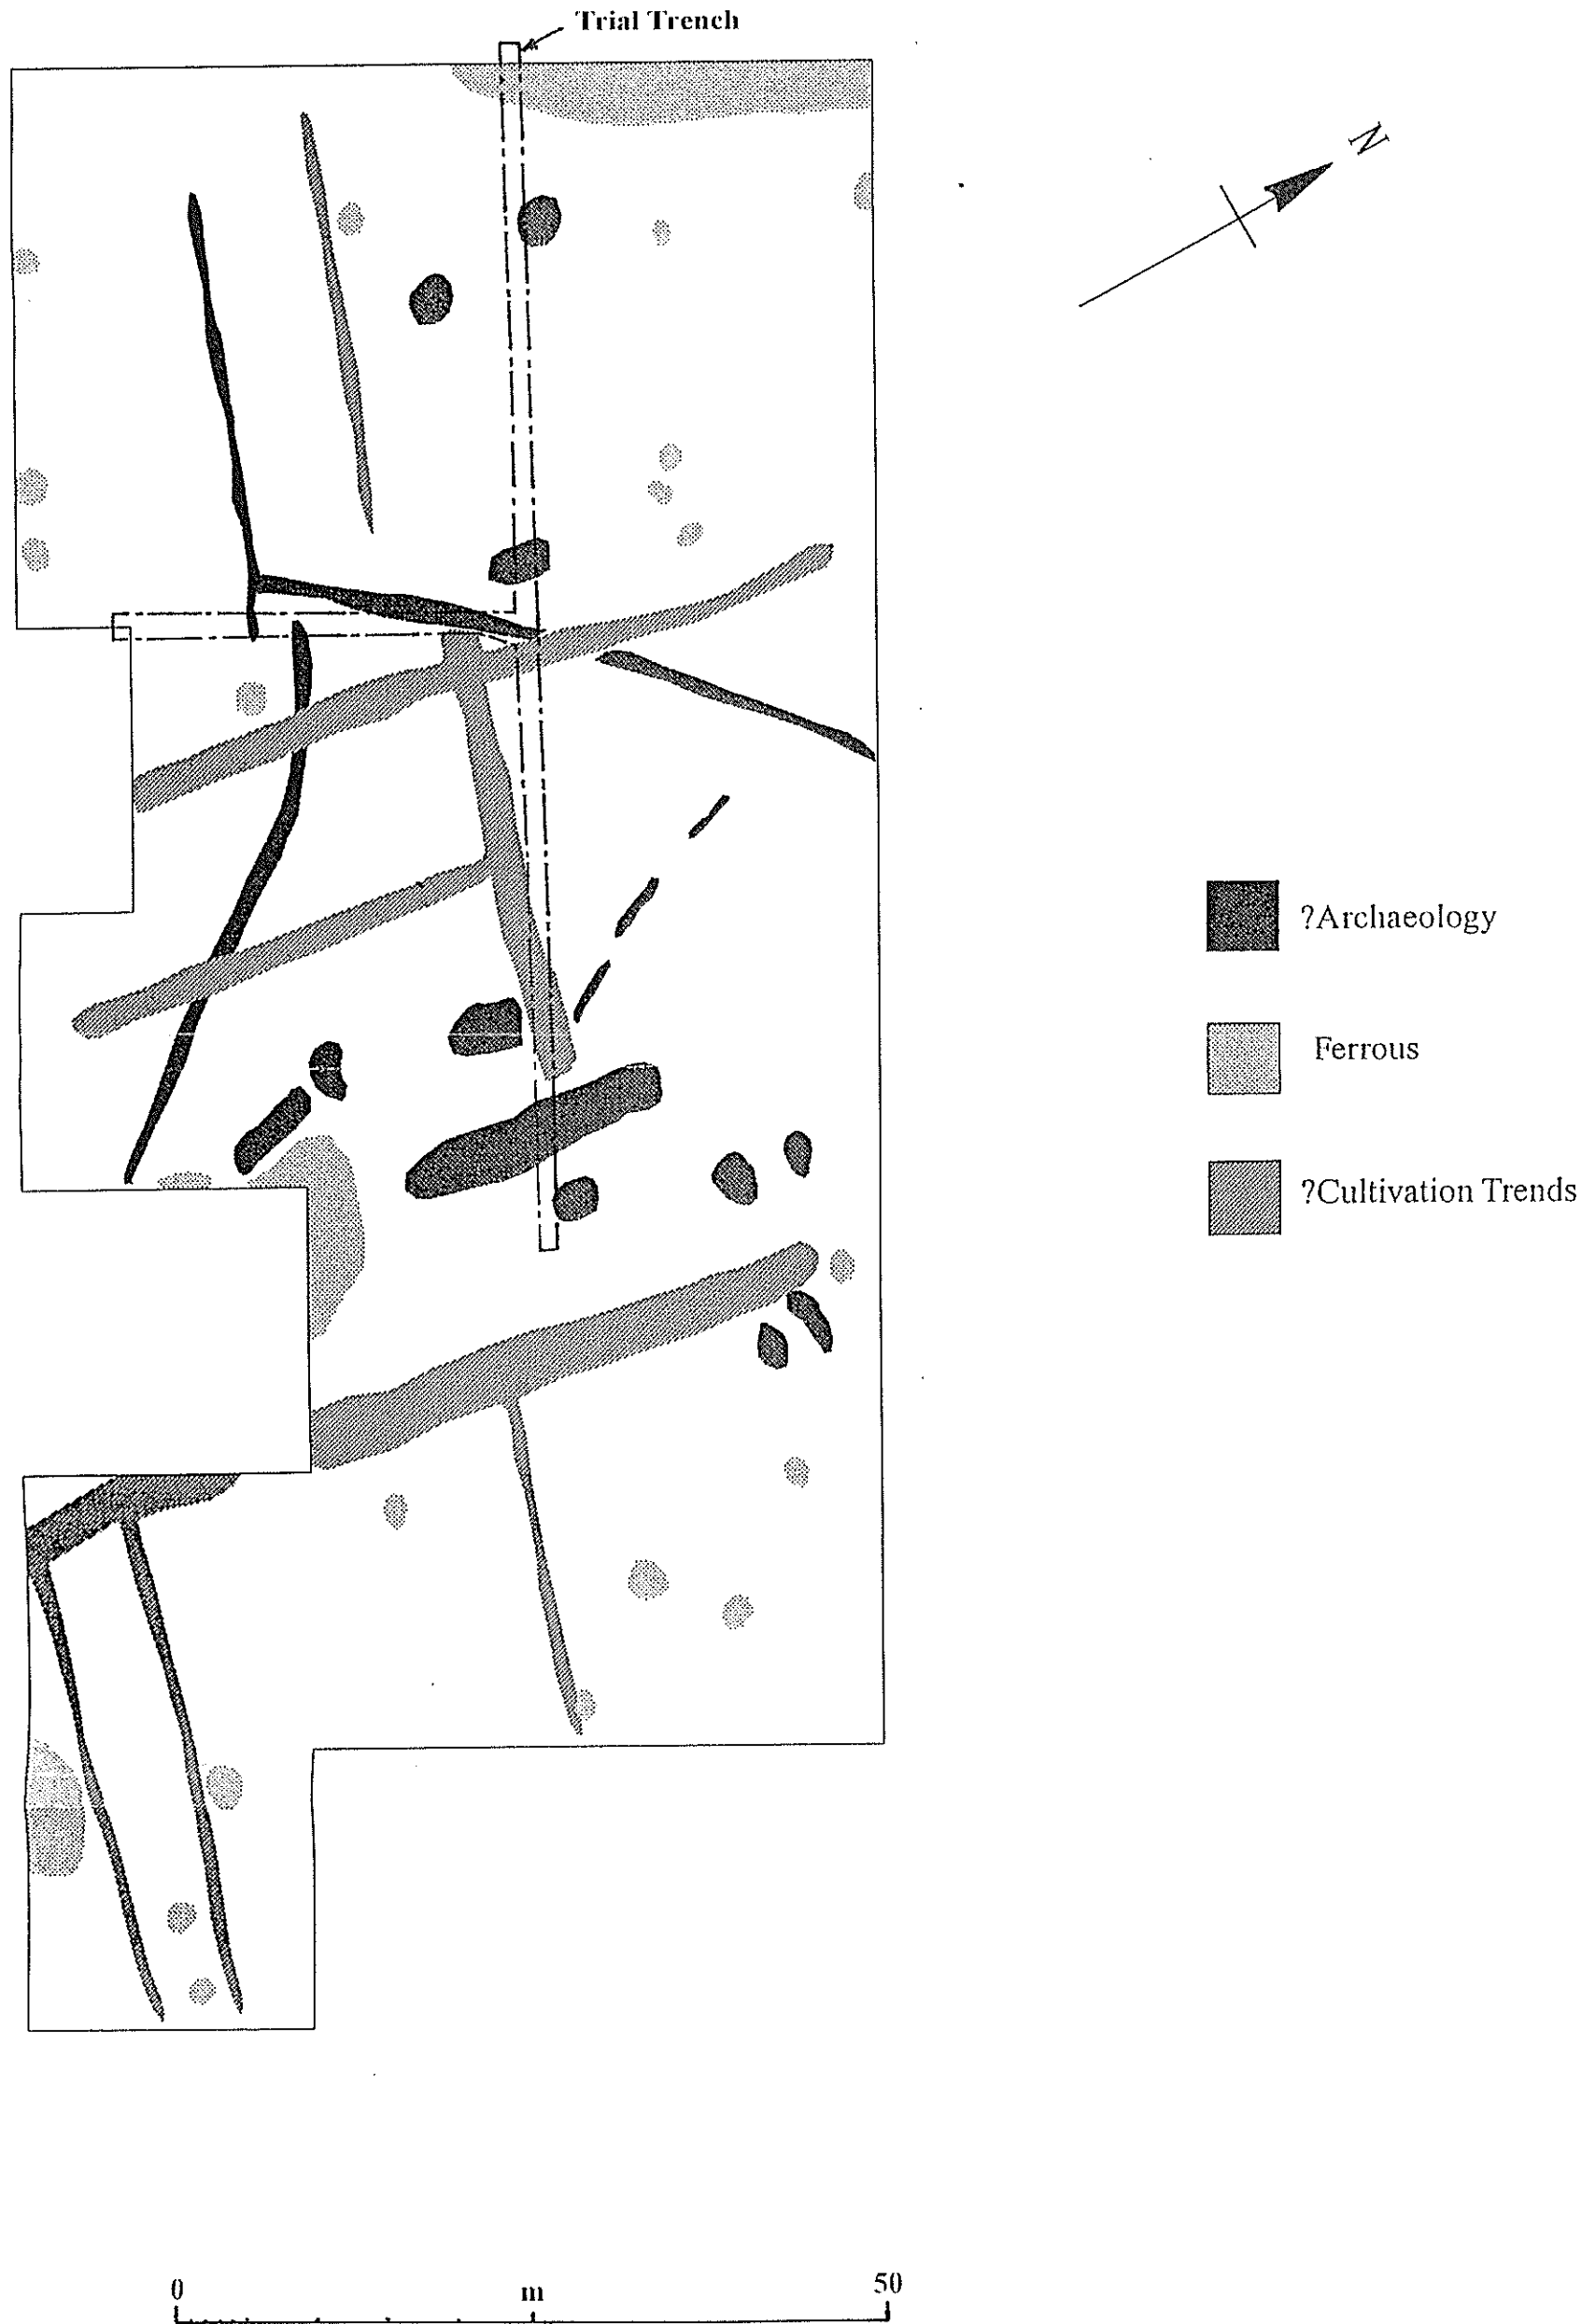 Trial Trench
N
?Archaeology
Ferrous
?Cultivation Trends
0 m 50